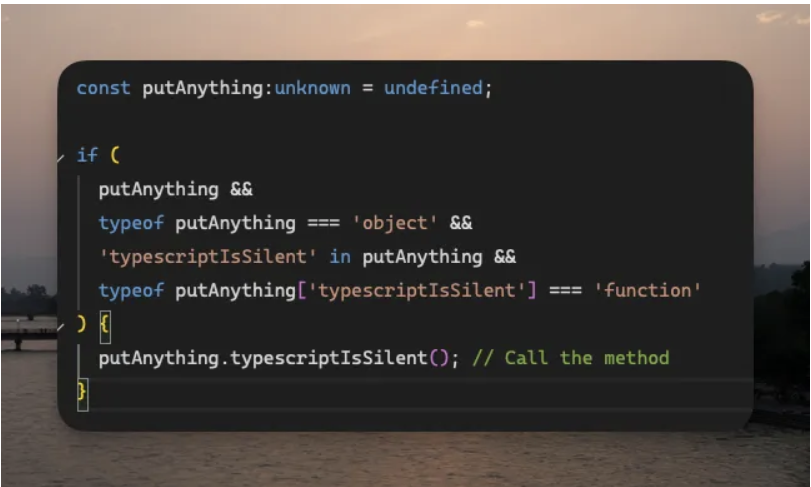 const putAnything:unknown = undefined;
if (
putAnything &&
typeof putAnything === 'object' &&
'typescriptIsSilent' in putAnything &&
typeof putAnything['typescriptIsSilent'] === 'function'
) {
putAnything.typescriptIsSilent(); // Call the method
}